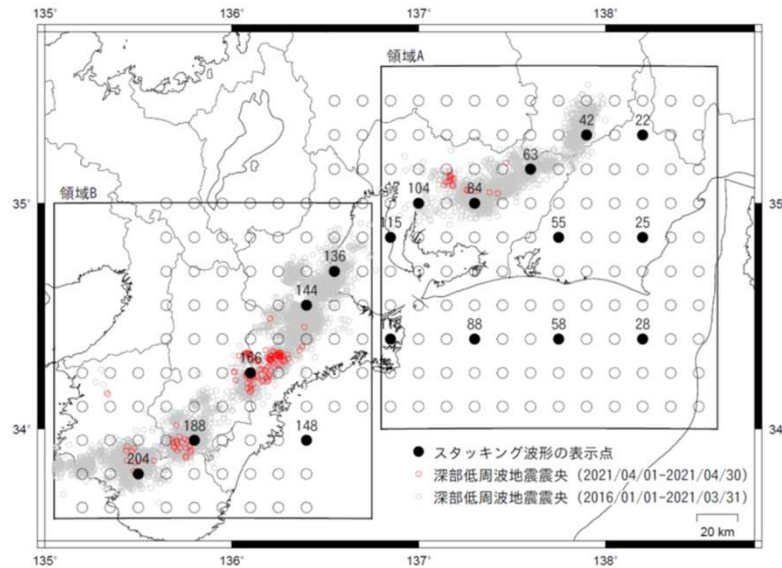 135° 136° 137° 138°
領域A
42 22
63
104 84
35° 領域B 35°
115 55 25
136
144
166 88 58 28
34° 188 148 34°
204
スタッキング波形の表示点
深部低周波地震震央（2021/04/01-2021/04/30）
深部低周波地震震央（2016/01/01-2021/03/31）
20 km
135° 136° 137° 138°